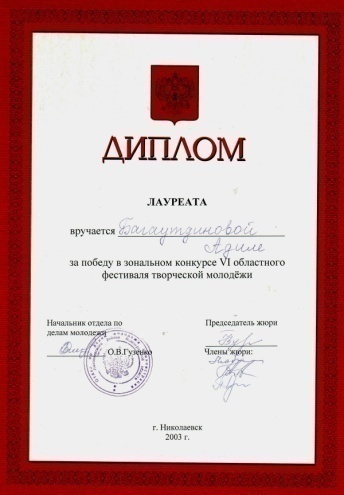 ДИПЛОМ
ЛАУРЕАТА
вручается Багаутдиновой
Адиле
за победу в зональном конкурсе VI областного
фестиваля творческой молодёжи
Начальник отдела по
делам молодежи
О.В.Гузенко
Председатель жюри
Члены жюри:
г. Николаевск
2003 г.